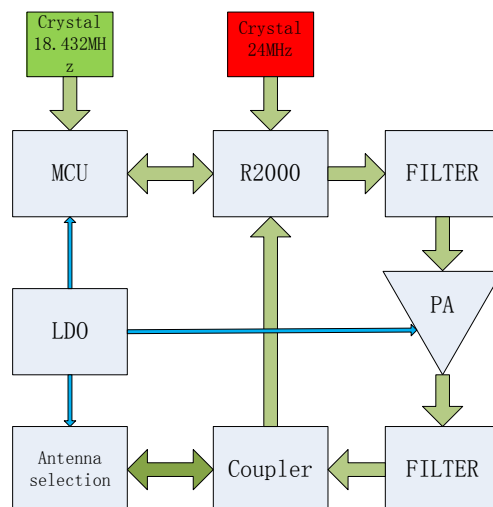 Crystal
18.432MH
z
Crystal
24MHz
MCU
R2000
FILTER
LDO
PA
Antenna
selection
Coupler
FILTER